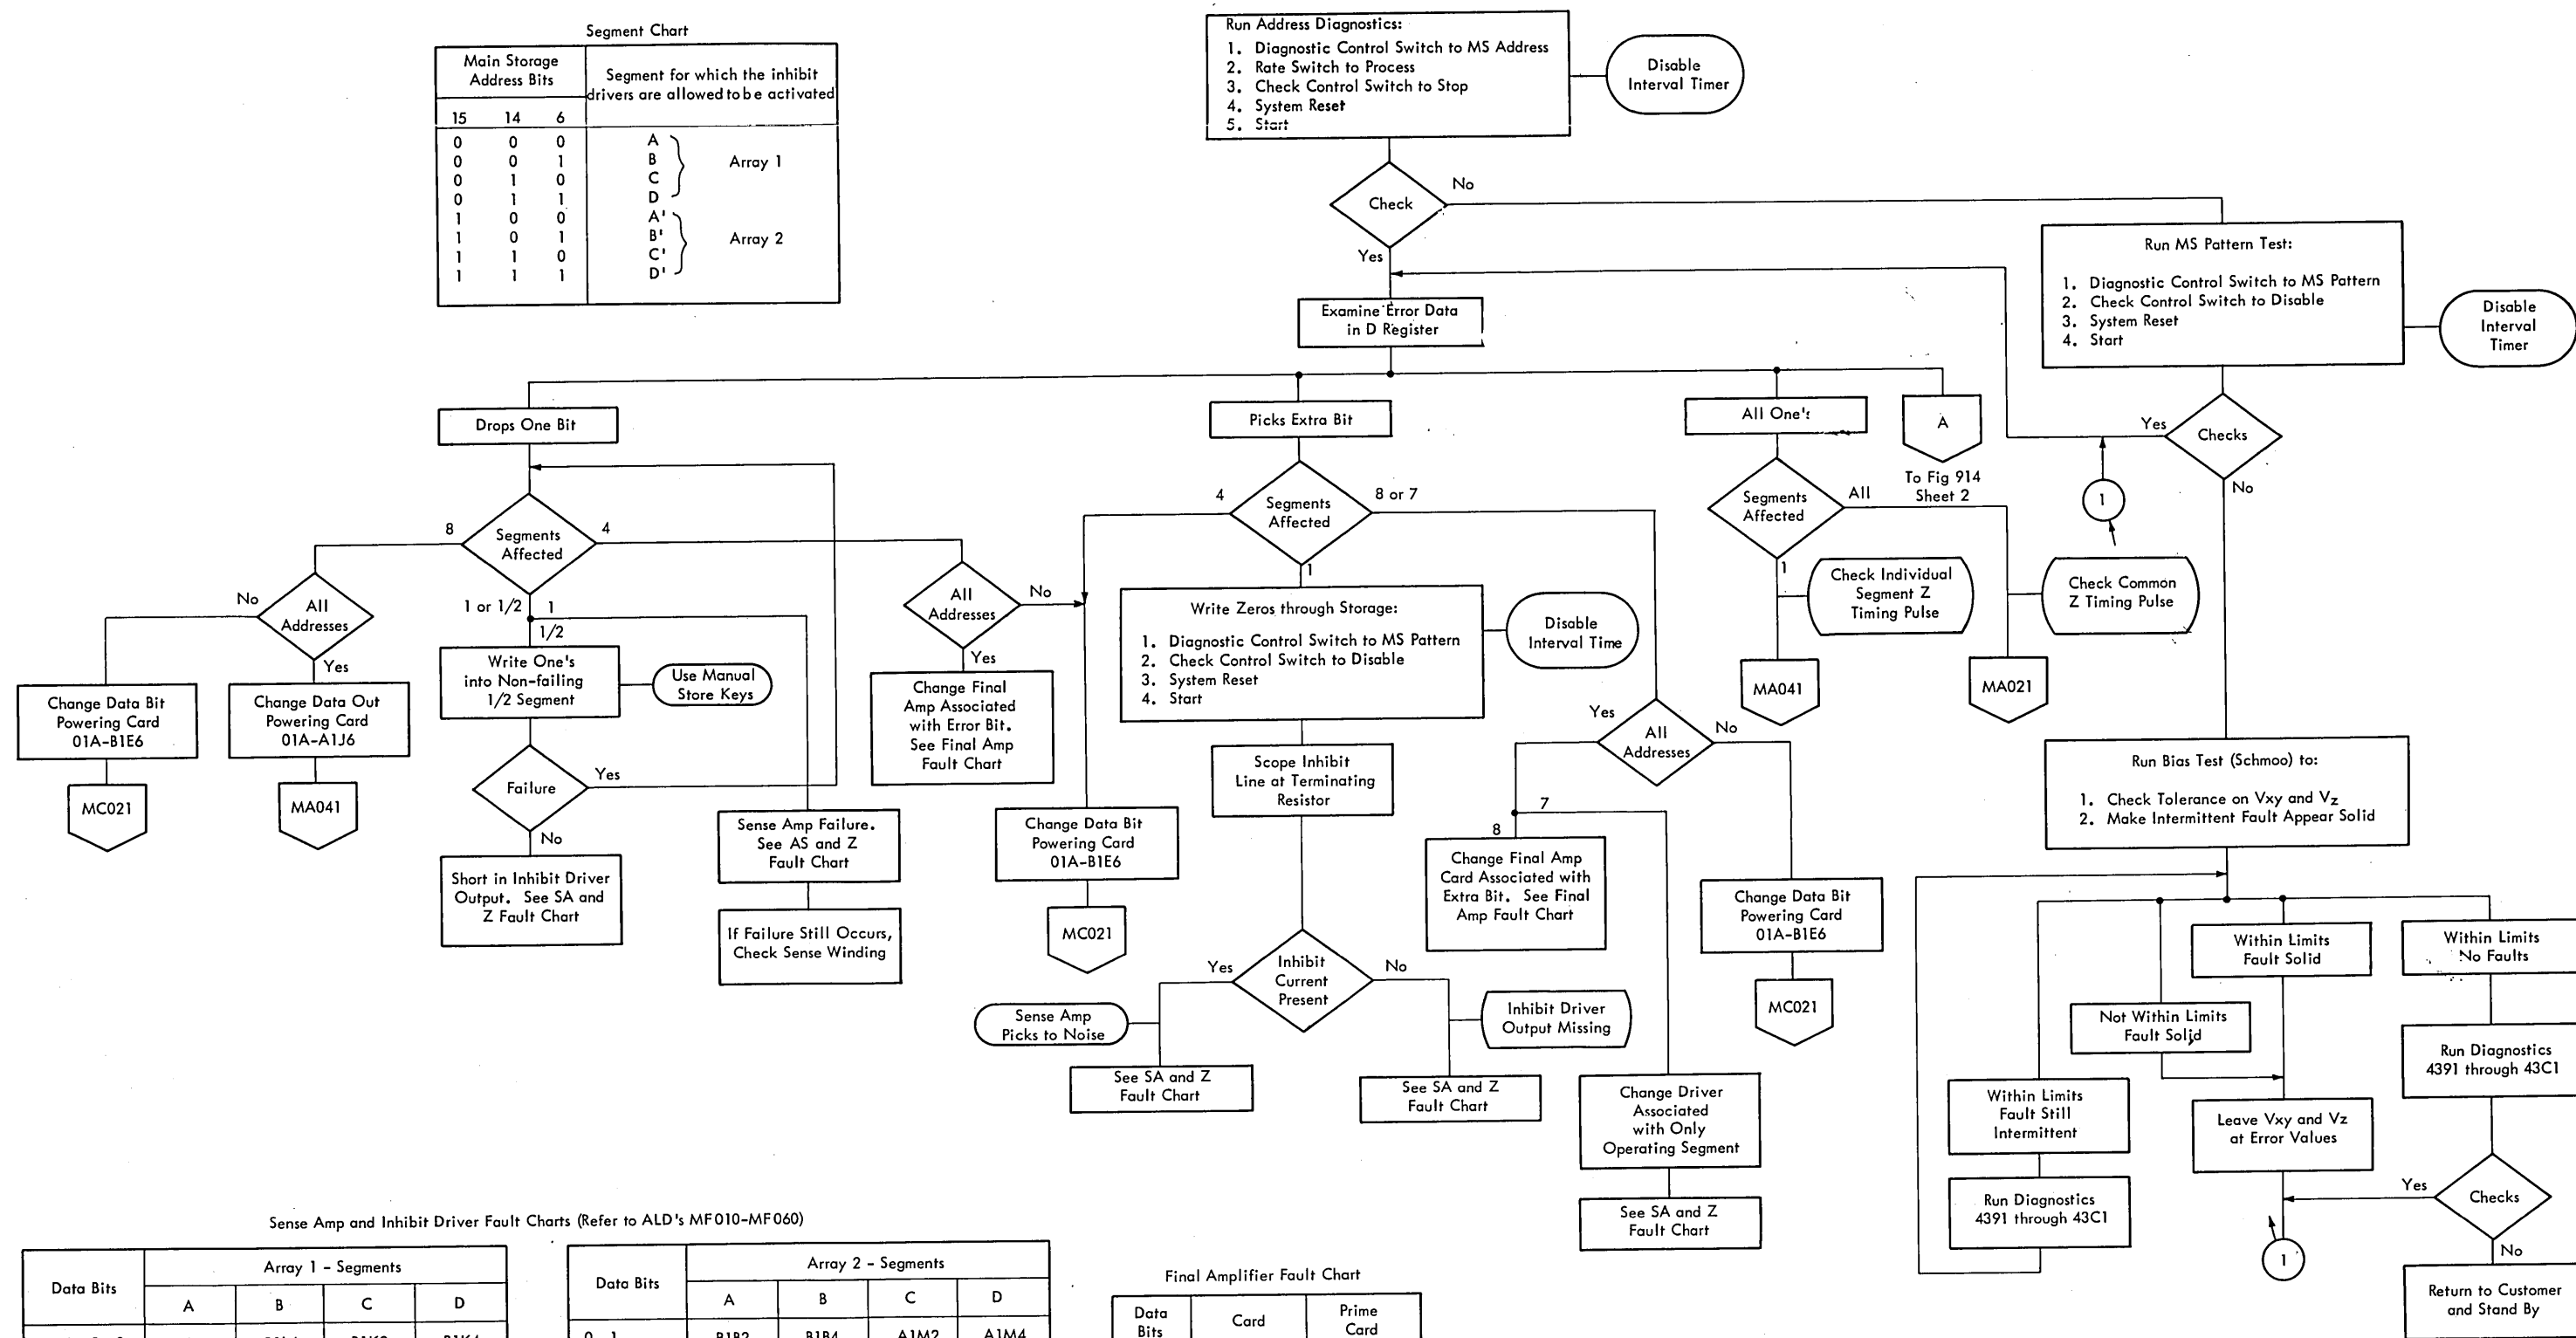 Segment Chart
Main Storage
Address Bits
Segment for which the inhibit
drivers are allowed to be activated
15 14 6
0 0 0 A
0 0 1 B
0 1 0 C
0 1 1 D
Array 1
1 0 0 A'
1 0 1 B'
1 1 0 C'
1 1 1 D'
Array 2
Run Address Diagnostics:
1. Diagnostic Control Switch to MS Address
2. Rate Switch to Process
3. Check Control Switch to Stop
4. System Reset
5. Start
Disable
Interval Timer
Check
No
Yes
Run MS Pattern Test:
1. Diagnostic Control Switch to MS Pattern
2. Check Control Switch to Disable
3. System Reset
4. Start
Disable
Interval
Timer
Examine Error Data
in D Register
Drops One Bit
Picks Extra Bit
All One's
A
To Fig 914
Sheet 2
Yes
Checks
No
1
Segments
Affected
8
4
1 or 1/2
1
1/2
All
Addresses
No
Yes
Change Data Bit
Powering Card
01A-B1E6
MC021
Change Data Out
Powering Card
01A-A1J6
MA041
Write One's
into Non-failing
1/2 Segment
Use Manual
Store Keys
Failure
Yes
No
Short in Inhibit Driver
Output. See SA and
Z Fault Chart
Sense Amp Failure.
See AS and Z
Fault Chart
If Failure Still Occurs,
Check Sense Winding
All
Addresses
No
Yes
Change Final
Amp Associated
with Error Bit.
See Final Amp
Fault Chart
Change Data Bit
Powering Card
01A-B1E6
MC021
Segments
Affected
4
8 or 7
1
Write Zeros through Storage:
1. Diagnostic Control Switch to MS Pattern
2. Check Control Switch to Disable
3. System Reset
4. Start
Disable
Interval Time
Scope Inhibit
Line at Terminating
Resistor
Inhibit
Current
Present
Yes
No
Sense Amp
Picks to Noise
See SA and Z
Fault Chart
Inhibit Driver
Output Missing
See SA and Z
Fault Chart
All
Addresses
Yes
No
7
8
Change Final Amp
Card Associated with
Extra Bit. See Final
Amp Fault Chart
Change Data Bit
Powering Card
01A-B1E6
MC021
Change Driver
Associated
with Only
Operating Segment
See SA and Z
Fault Chart
Segments
Affected
All
1
Check Individual
Segment Z
Timing Pulse
MA041
Check Common
Z Timing Pulse
MA021
Run Bias Test (Schmoo) to:
1. Check Tolerance on Vxy and Vz
2. Make Intermittent Fault Appear Solid
Within Limits
Fault Still
Intermittent
Run Diagnostics
4391 through 43C1
Not Within Limits
Fault Solid
Within Limits
Fault Solid
Leave Vxy and Vz
at Error Values
1
Within Limits
No Faults
Run Diagnostics
4391 through 43C1
Yes
Checks
No
Return to Customer
and Stand By
Sense Amp and Inhibit Driver Fault Charts (Refer to ALD's MF010-MF060)
Data Bits
Array 1 - Segments
A B C D
Data Bits
Array 2 - Segments
A B C D
0 1 B1B2 B1B4 A1M2 A1M4
Final Amplifier Fault Chart
Data
Bits
Card
Prime
Card